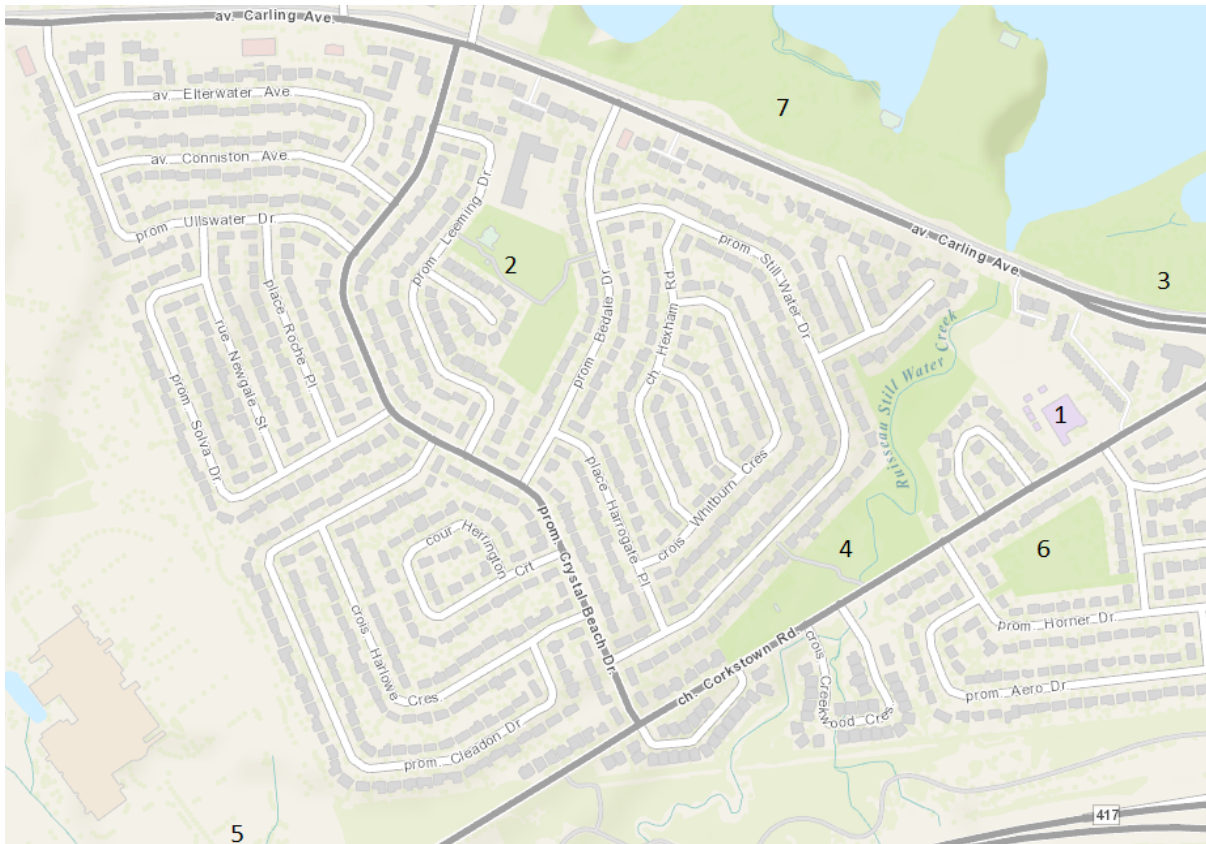 av. Carling Ave.
av. Elterwater Ave
av. Conniston Ave.
prom Ullswater Dr.
prom. Leeming Dr.
7
2
prom. Still Water Dr
av. Carling Ave
3
ch. Hexham Rd
prom. Bedale Dr
place Roche Pl
rue Newgale St
prom. Solva Dr
Ruisseau Still Water Creek
1
place Harrogate Pl
crois Whitburn Cres
cour Herrington Crt
prom. Crystal Beach Dr.
4
6
crois Harlowe Cres.
ch. Corkstown Rd.
prom. Horner Dr.
crois Creekwood Cres
prom. Aero Dr
prom. Cleadon Dr
5
417